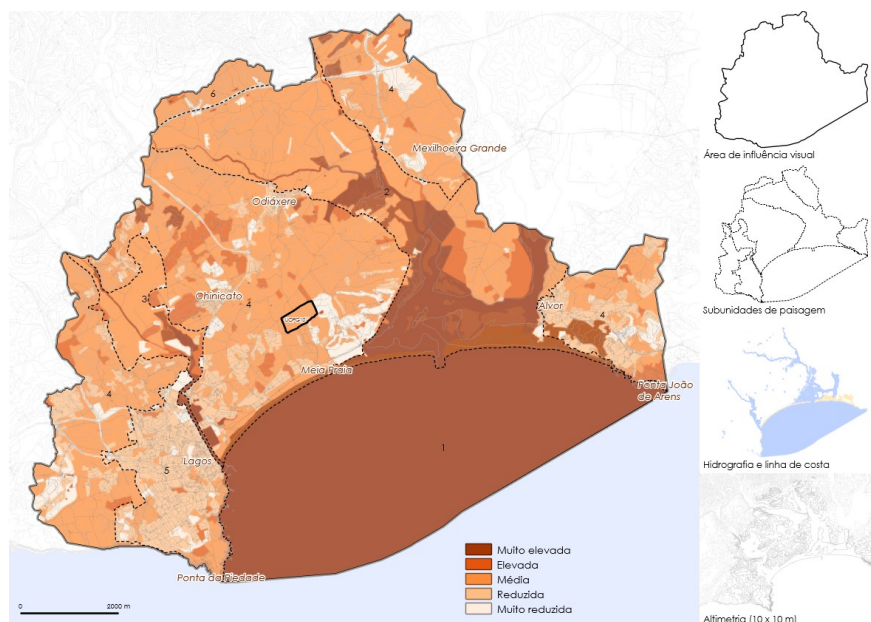 6
4
Mexilhoeira Grande
2
Odiáxere
3
Chinicato
4
Alvor
4
Meia Praia
Ponta João
de Arens
4
1
Lagos
5
Ponta da Piedade
Muito elevada
Elevada
Média
Reduzida
Muito reduzida
0 2000 m
Área de influência visual
Subunidades de paisagem
Hidrografia e linha de costa
Altimetria (10 x 10 m)